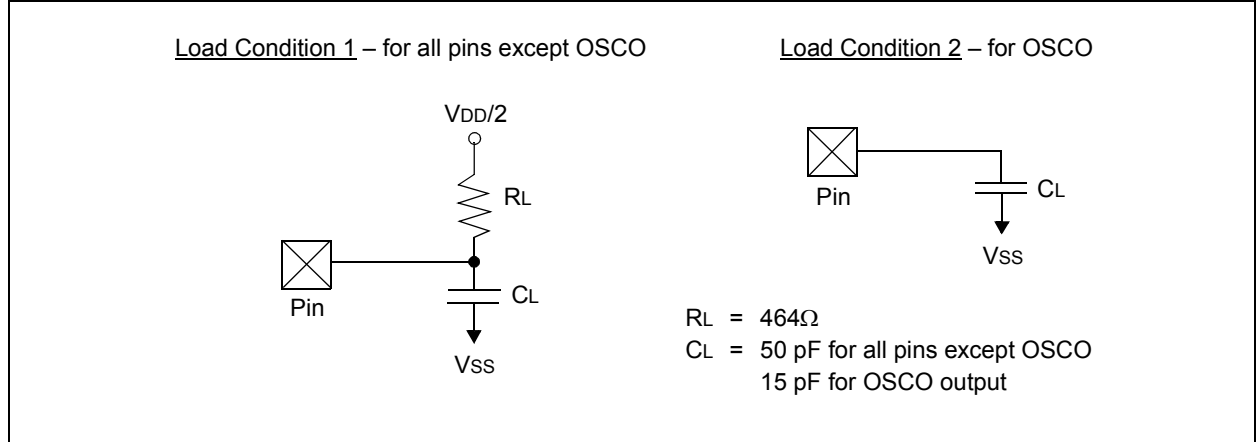 Load Condition 1 – for all pins except OSCO
VDD/2
RL
Pin
CL
VSS
Load Condition 2 – for OSCO
Pin
CL
VSS
RL = 464Ω
CL = 50 pF for all pins except OSCO
15 pF for OSCO output